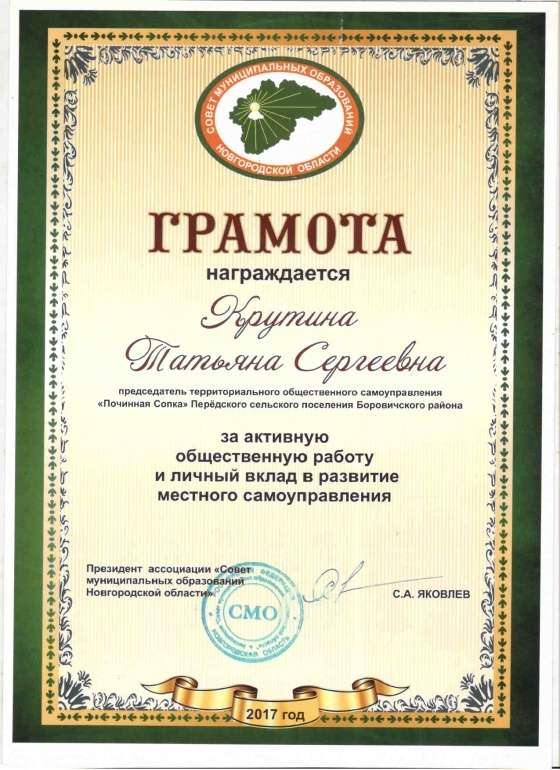 СОВЕТ МУНИЦИПАЛЬНЫХ ОБРАЗОВАНИЙ
НОВГОРОДСКОЙ ОБЛАСТИ
ГРАМОТА
награждается
Крутина
Татьяна Сергеевна
председатель территориального общественного самоуправления
«Починная Сопка» Перёдского сельского поселения Боровичского района
за активную
общественную работу
и личный вклад в развитие
местного самоуправления
Президент ассоциации «Совет
муниципальных образований
Новгородской области»
С.А. ЯКОВЛЕВ
СМО
НОВГОРОДСКАЯ ОБЛАСТЬ
2017 год